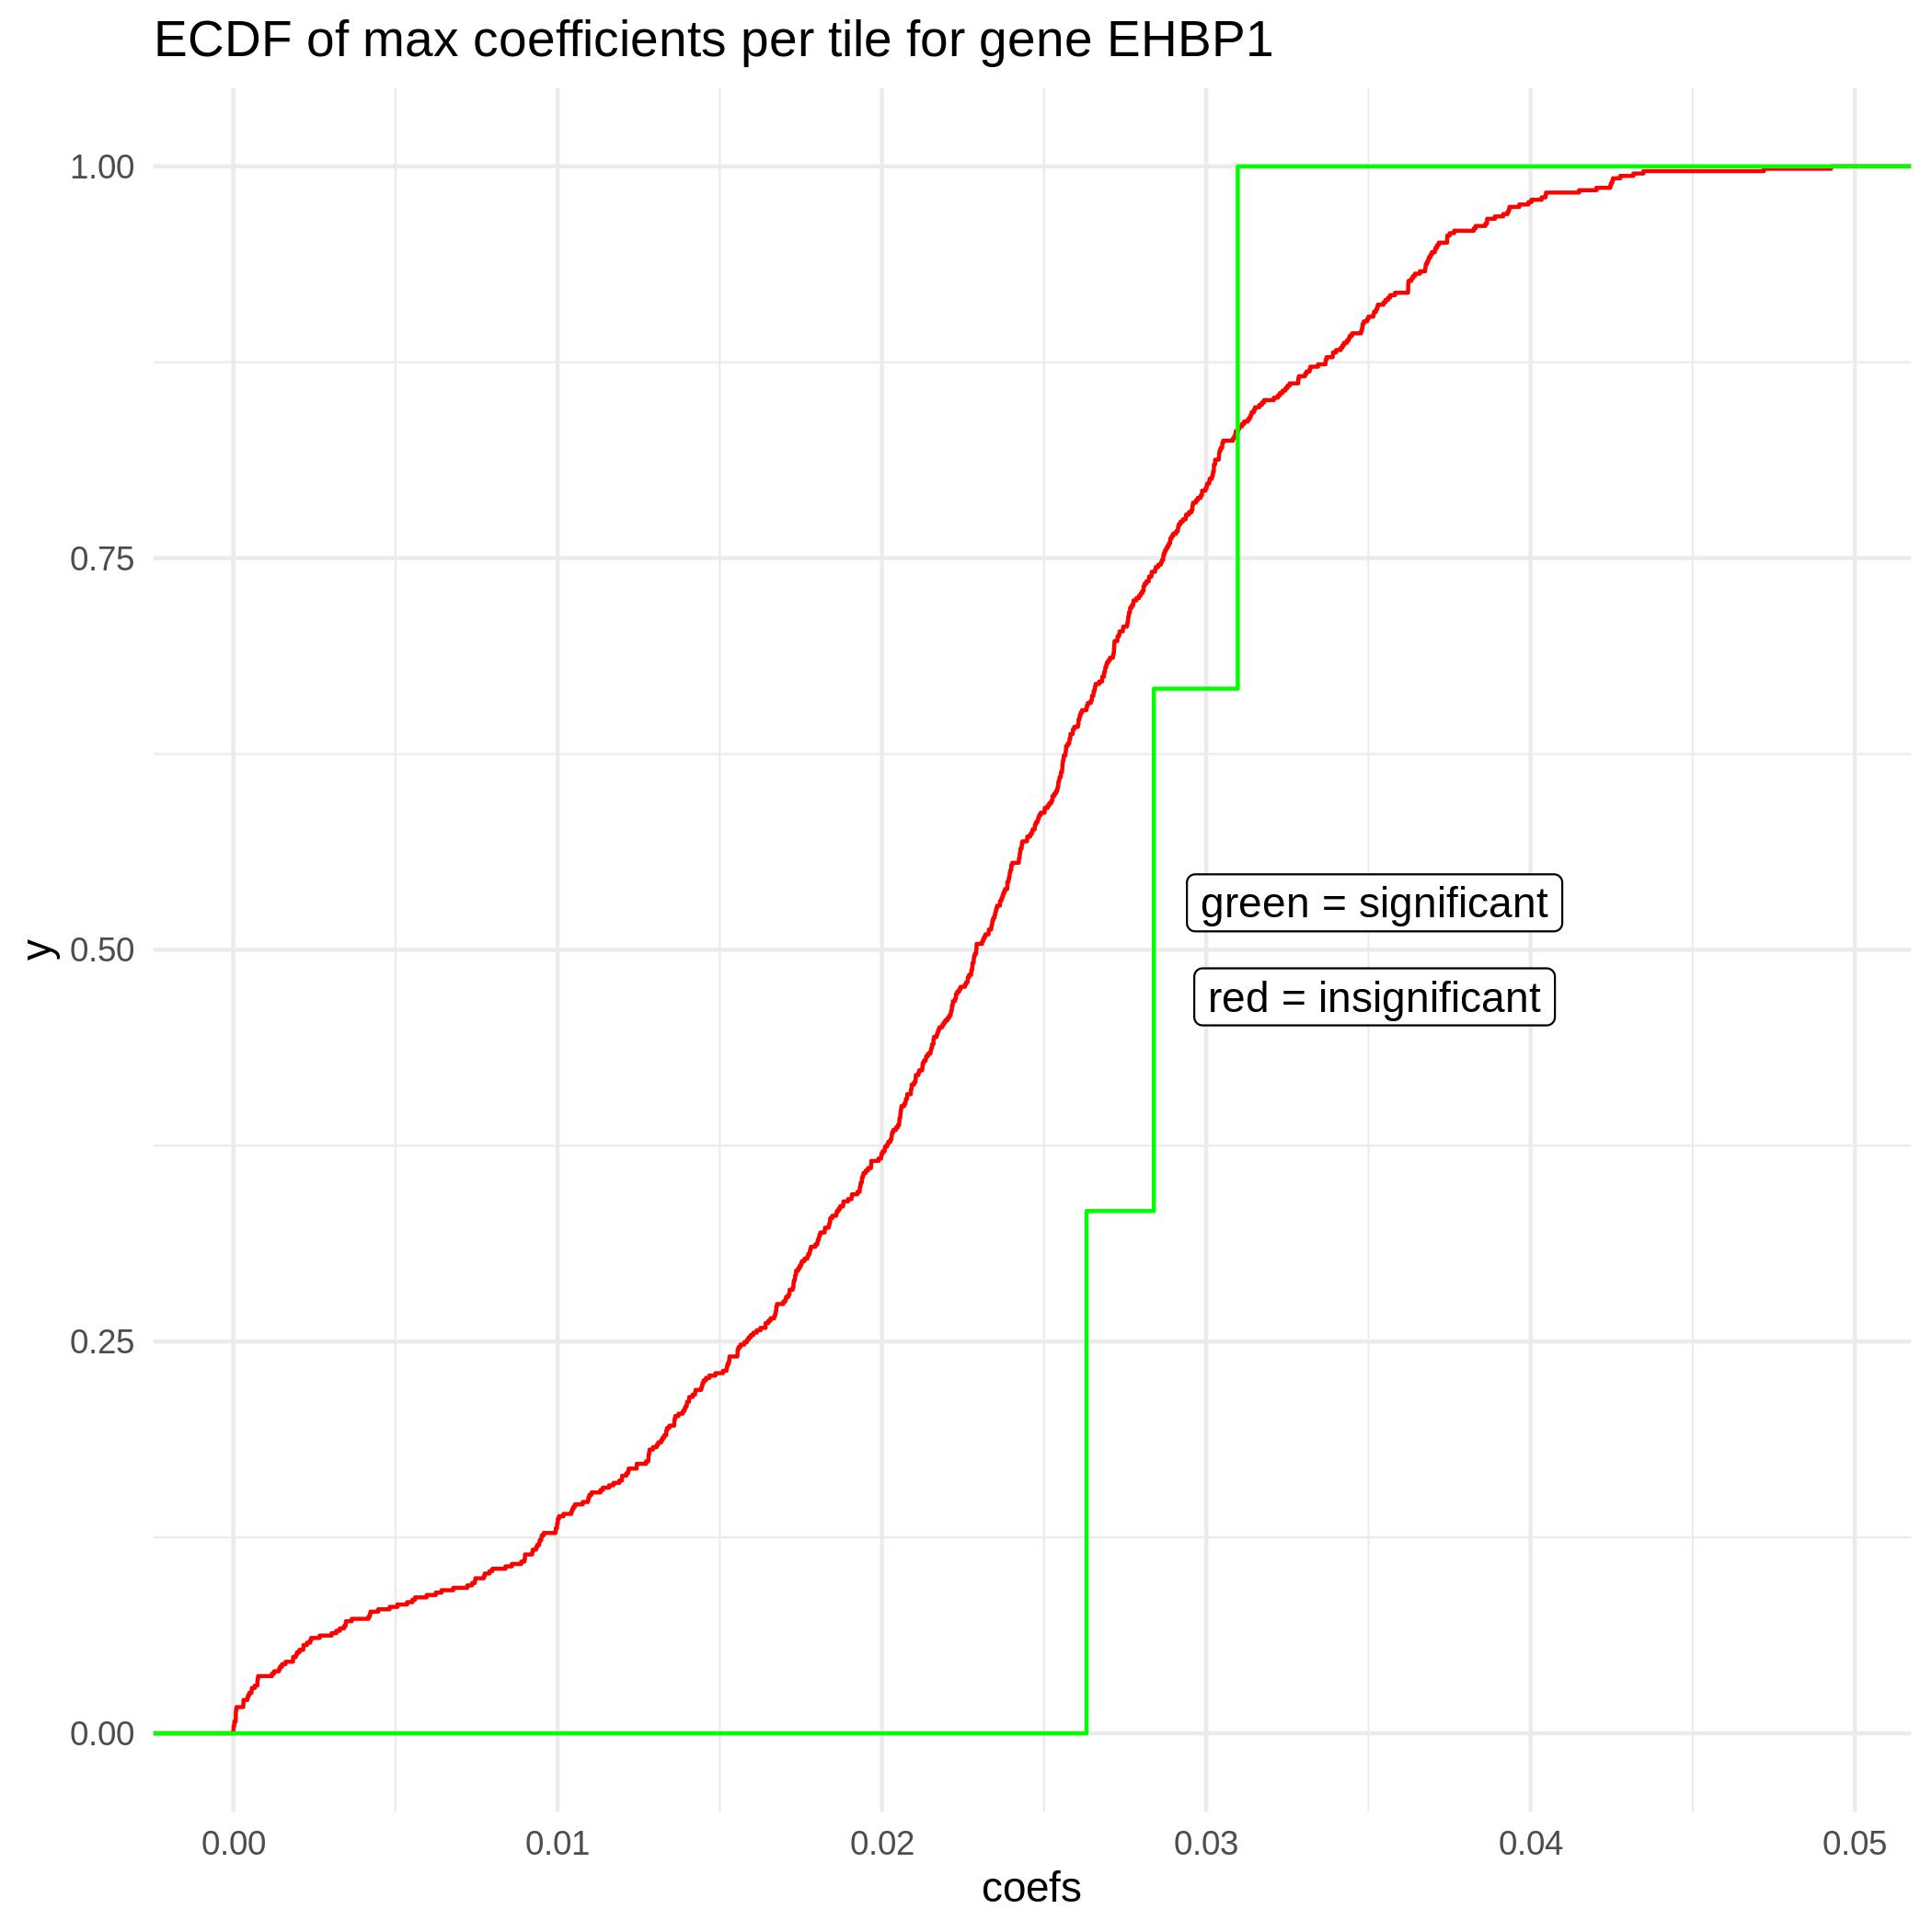 ECDF of max coefficients per tile for gene EHBP1
1.00
0.75
0.50
0.25
0.00
y
green = significant
red = insignificant
0.00
0.01
0.02
0.03
0.04
0.05
coefs